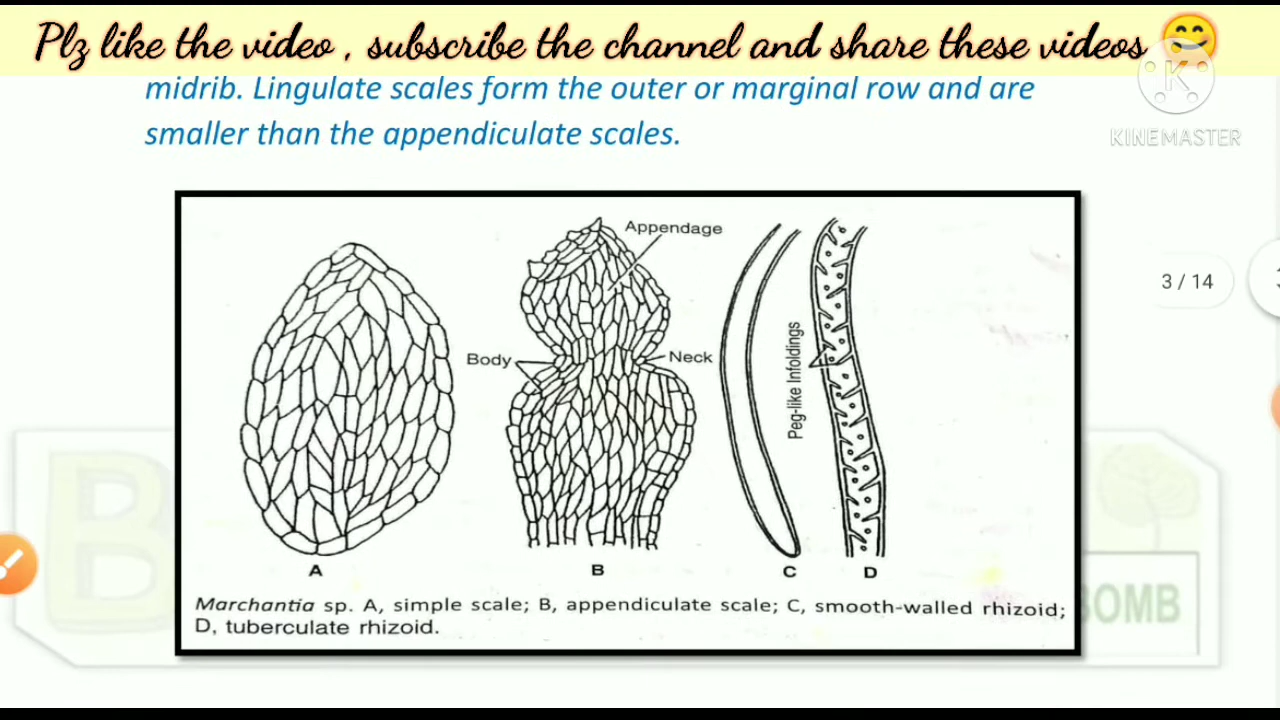 Plz like the video , subscribe the channel and share these videos 😊
K
KINEMASTER
midrib. Lingulate scales form the outer or marginal row and are
smaller than the appendiculate scales.
Appendage
Body
Neck
Peg-like Infoldings
3 / 14
A
B
C
D
Marchantia sp. A, simple scale; B, appendiculate scale; C, smooth-walled rhizoid;
D, tuberculate rhizoid.
B
BOMB